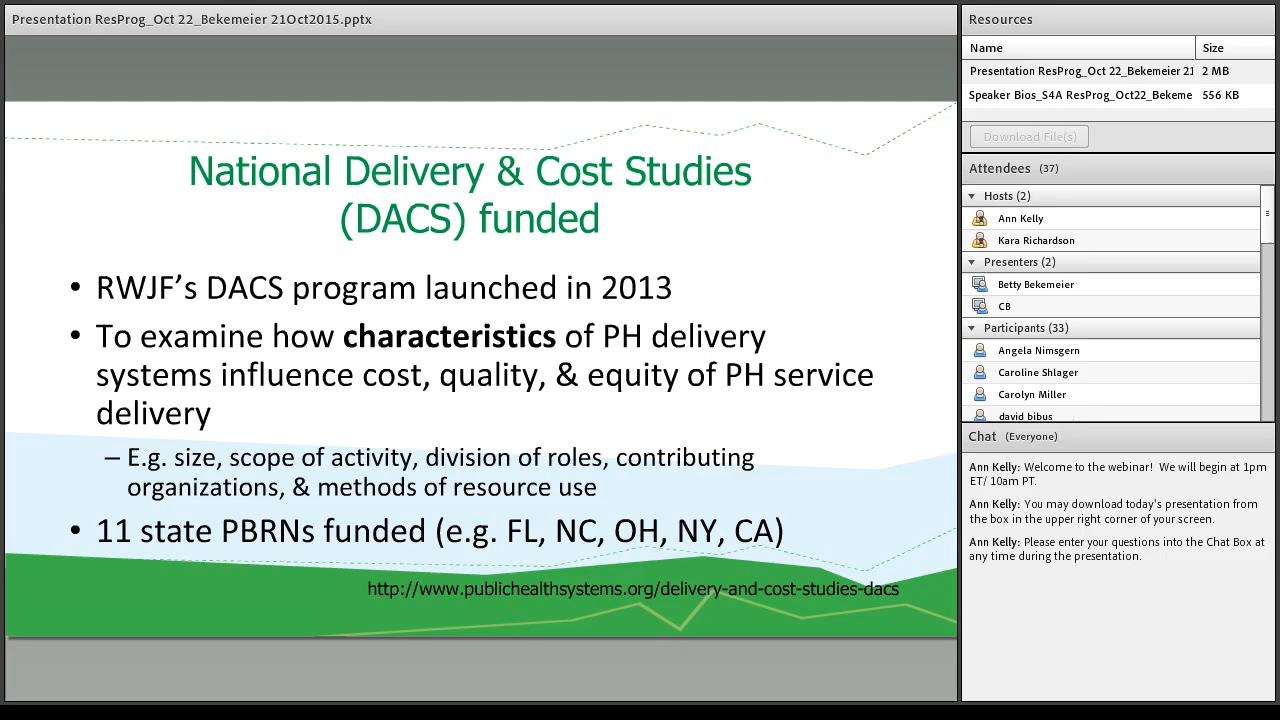 Presentation ResProg_Oct 22_Bekemeier 21Oct2015.pptx
National Delivery & Cost Studies
(DACS) funded
• RWJF’s DACS program launched in 2013
• To examine how characteristics of PH delivery
systems influence cost, quality, & equity of PH service
delivery
– E.g. size, scope of activity, division of roles, contributing
organizations, & methods of resource use
• 11 state PBRNs funded (e.g. FL, NC, OH, NY, CA)
http://www.publichealthsystems.org/delivery-and-cost-studies-dacs
Resources
Name Size
Presentation ResProg_Oct 22_Bekemeier 21 2 MB
Speaker Bios_S4A ResProg_Oct22_Bekeme 556 KB
Download File(s)
Attendees (37)
Hosts (2)
Ann Kelly
Kara Richardson
Presenters (2)
Betty Bekemeier
CB
Participants (33)
Angela Nimsgern
Caroline Shlager
Carolyn Miller
david bibus
Chat (Everyone)
Ann Kelly: Welcome to the webinar! We will begin at 1pm
ET/ 10am PT.
Ann Kelly: You may download today's presentation from
the box in the upper right corner of your screen.
Ann Kelly: Please enter your questions into the Chat Box at
any time during the presentation.